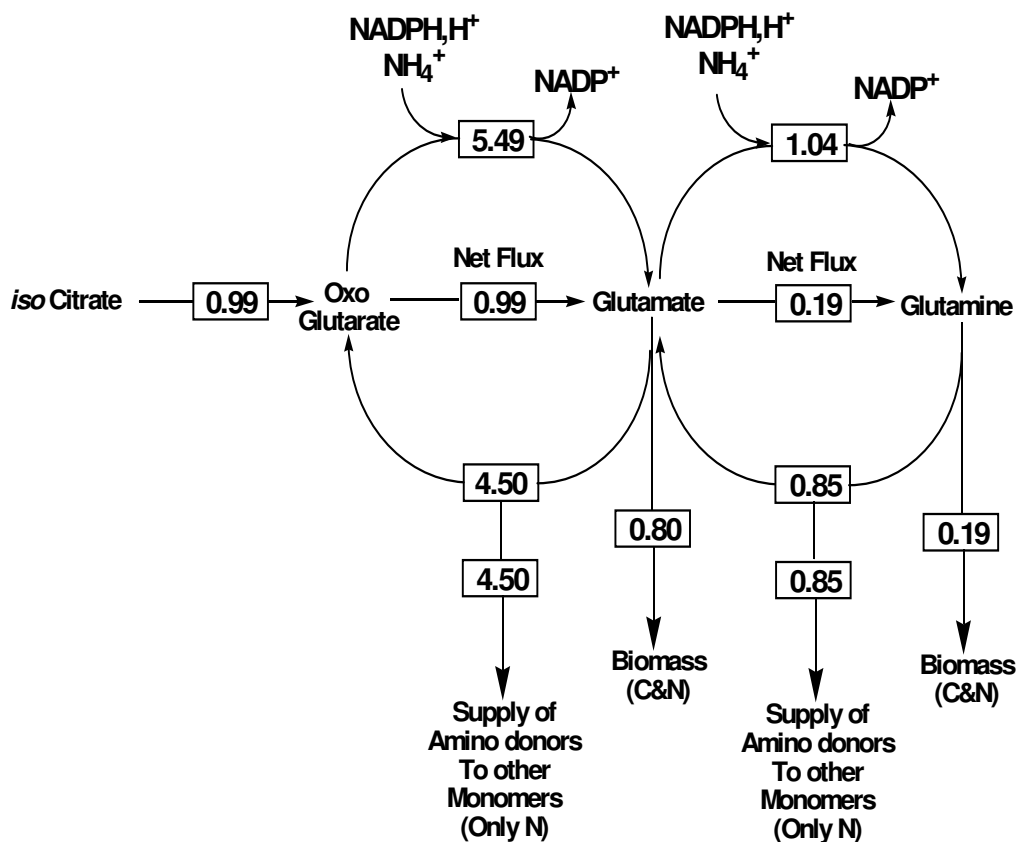 NADPH,H⁺
NH₄⁺
NADP⁺
5.49
NADPH,H⁺
NH₄⁺
NADP⁺
1.04
iso Citrate
0.99
Oxo
Glutarate
Net Flux
0.99
Glutamate
Net Flux
0.19
Glutamine
4.50
4.50
0.80
0.85
0.85
0.19
Supply of
Amino donors
To other
Monomers
(Only N)
Biomass
(C&N)
Supply of
Amino donors
To other
Monomers
(Only N)
Biomass
(C&N)